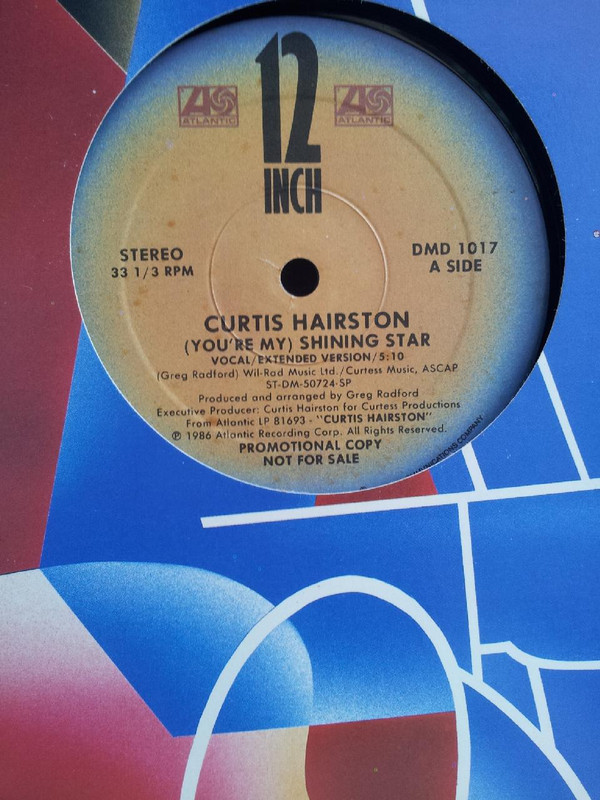 12
INCH
ATLANTIC
ATLANTIC
STEREO
33 1/3 RPM
DMD 1017
A SIDE
CURTIS HAIRSTON
(YOU'RE MY) SHINING STAR
VOCAL/EXTENDED VERSION/5:10
(Greg Radford) Wil-Rad Music Ltd./Curtess Music, ASCAP
ST-DM-50724-SP
Produced and arranged by Greg Radford
Executive Producer: Curtis Hairston for Curtess Productions
From Atlantic LP 81693 - "CURTIS HAIRSTON"
℗ 1986 Atlantic Recording Corp. All Rights Reserved.
PROMOTIONAL COPY
NOT FOR SALE
COMPANY